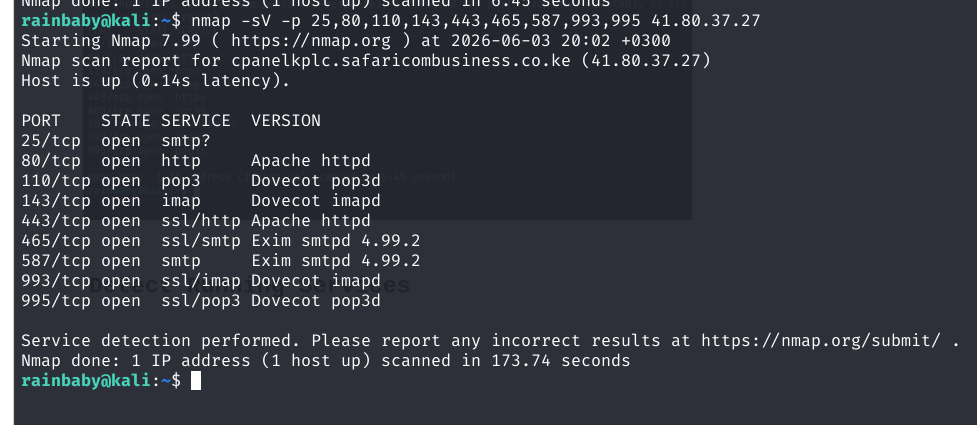 Nmap done: 1 IP address (1 host up) scanned in 6.45 seconds
rainbaby@kali:~$ nmap -sV -p 25,80,110,143,443,465,587,993,995 41.80.37.27
Starting Nmap 7.99 ( https://nmap.org ) at 2026-06-03 20:02 +0300
Nmap scan report for cpanelkplc.safaricombusiness.co.ke (41.80.37.27)
Host is up (0.14s latency).
PORT    STATE SERVICE  VERSION
25/tcp  open  smtp?
80/tcp  open  http     Apache httpd
110/tcp open  pop3     Dovecot pop3d
143/tcp open  imap     Dovecot imapd
443/tcp open  ssl/http Apache httpd
465/tcp open  ssl/smtp Exim smtpd 4.99.2
587/tcp open  smtp     Exim smtpd 4.99.2
993/tcp open  ssl/imap Dovecot imapd
995/tcp open  ssl/pop3 Dovecot pop3d
Service detection performed. Please report any incorrect results at https://nmap.org/submit/ .
Nmap done: 1 IP address (1 host up) scanned in 173.74 seconds
rainbaby@kali:~$